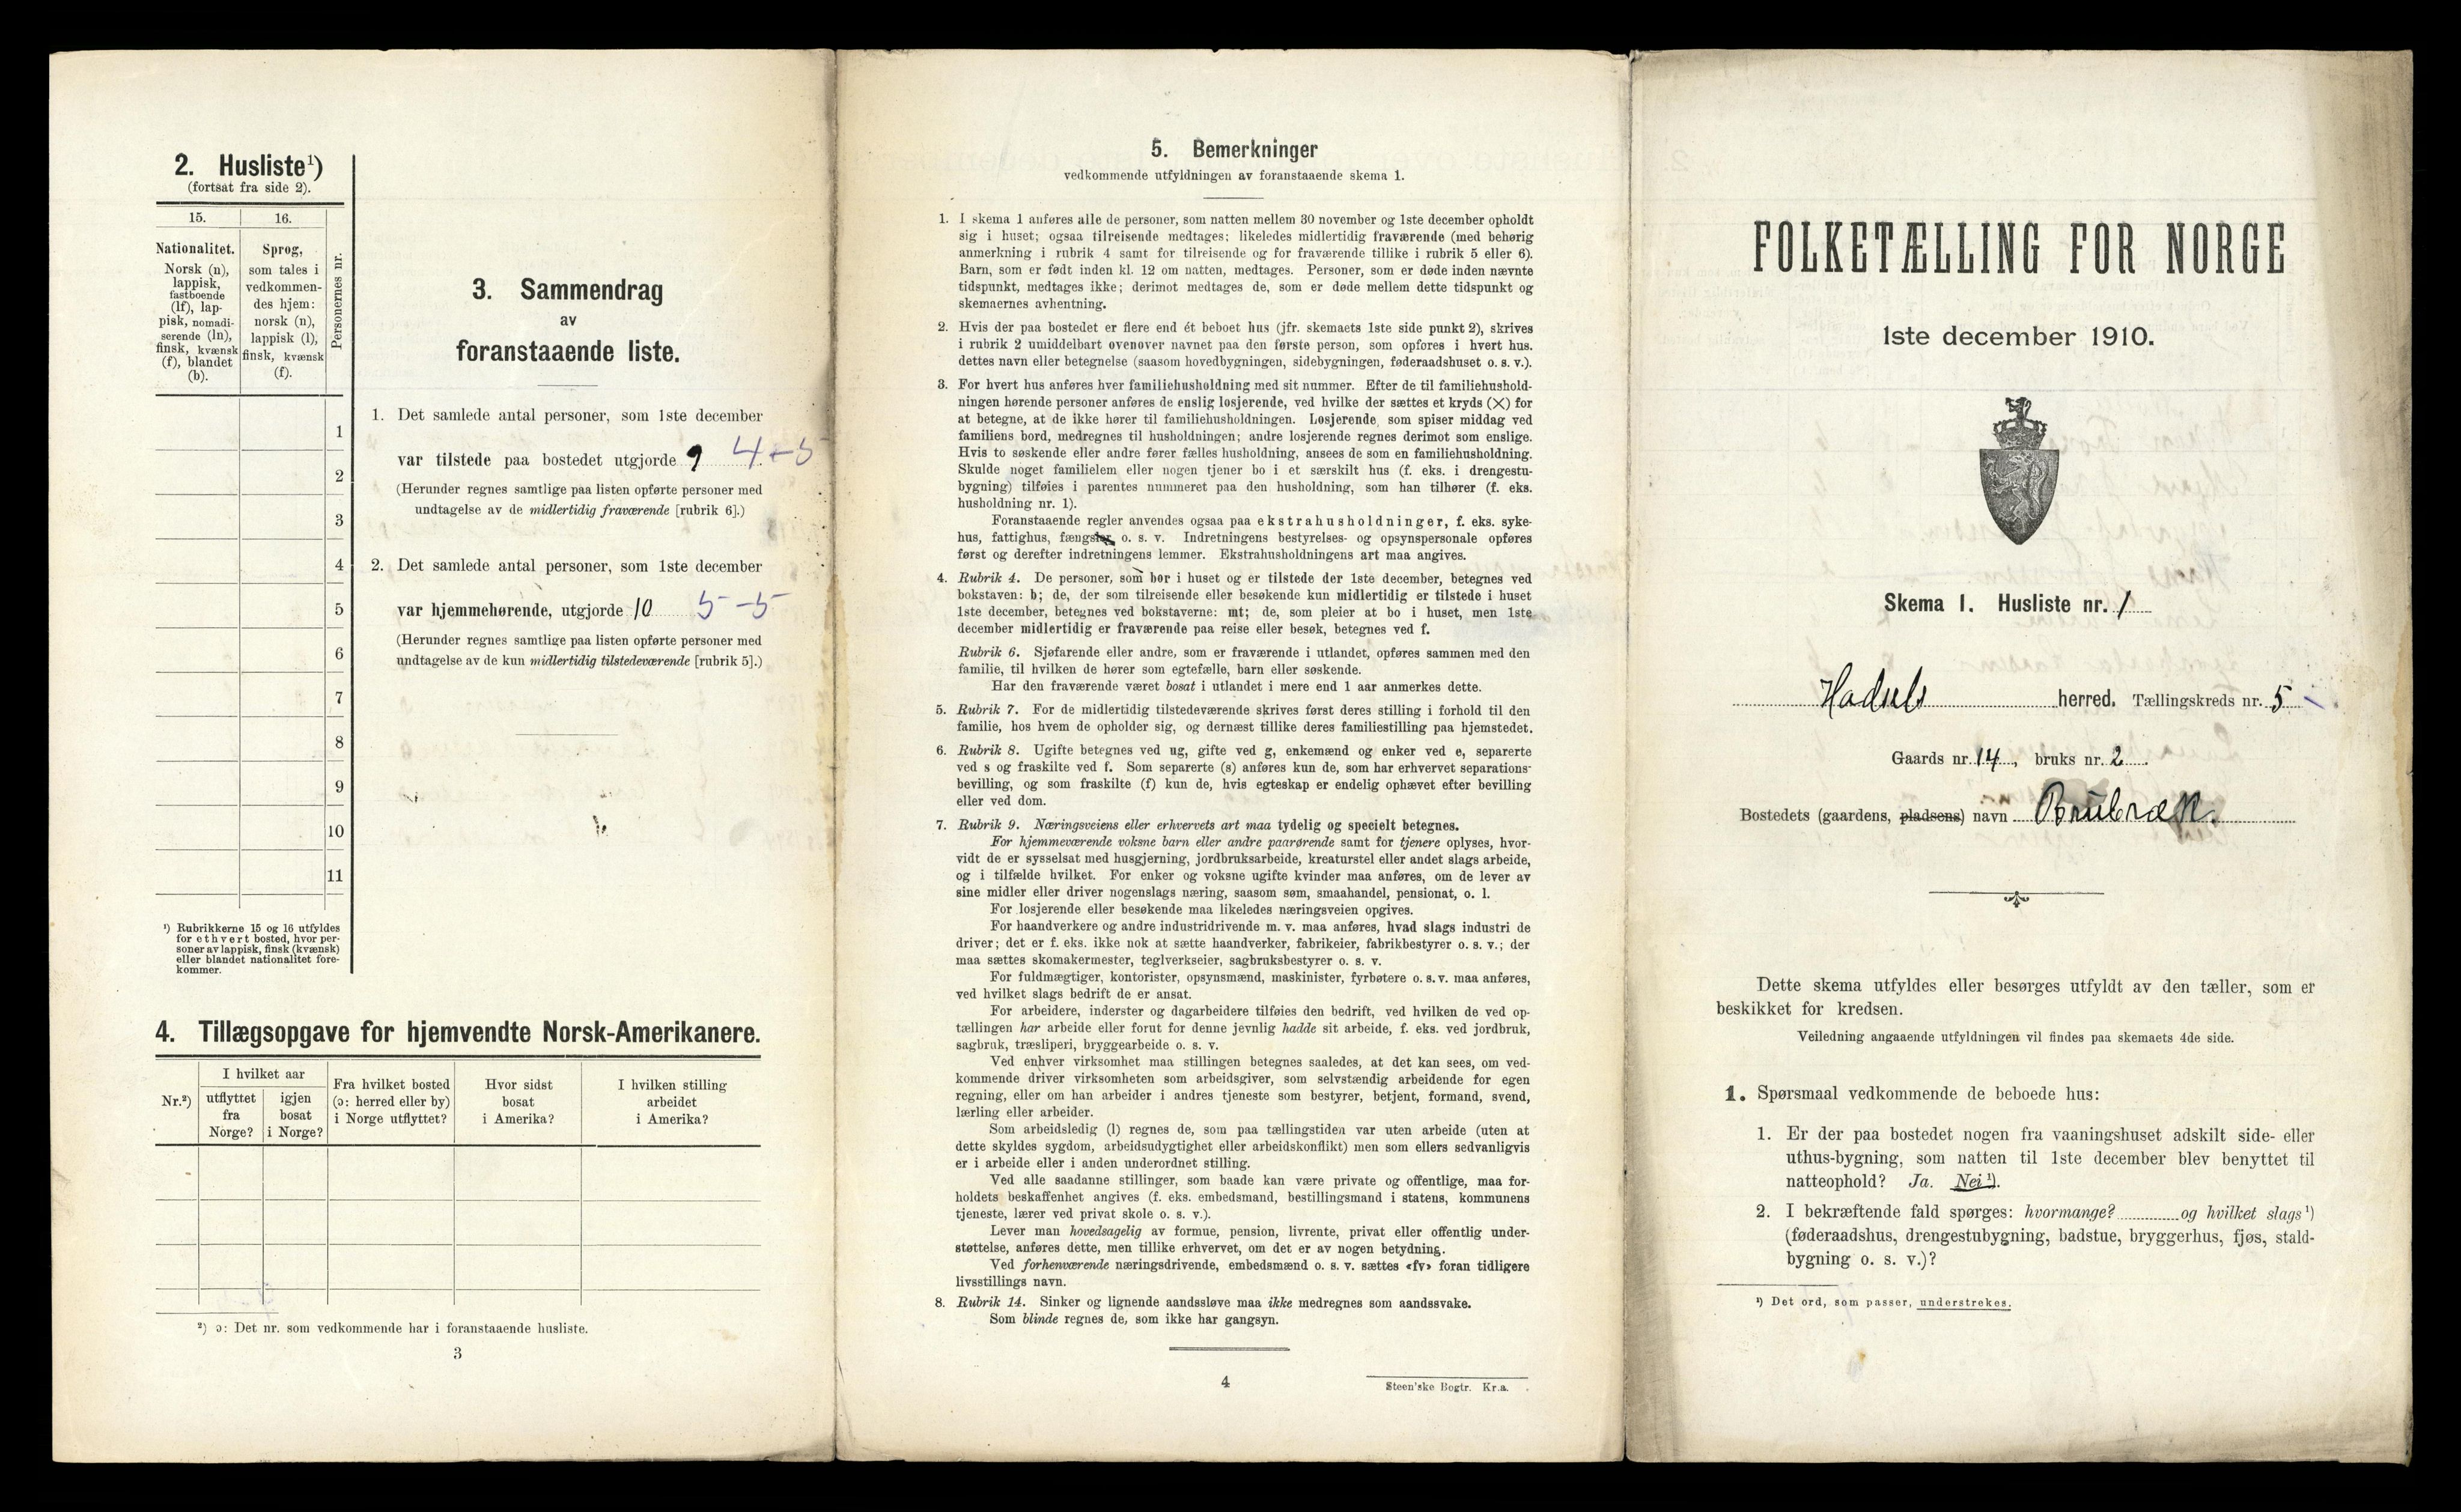 2. Husliste¹)
(fortsat fra side 2).
15. 16.
Nationalitet.
Norsk (n),
lappisk,
fastboende
(lf), lap-
pisk, nomadi-
serende (ln),
finsk, kvænsk
(f), blandet
(b).
Sprog,
som tales i
vedkommen-
des hjem:
norsk (n),
lappisk (l),
finsk, kvænsk
(f).
Personernes nr.
1
2
3
4
5
6
7
8
9
10
11
¹) Rubrikkerne 15 og 16 utfyldes
for ethvert bosted, hvor per-
soner av lappisk, finsk (kvænsk)
eller blandet nationalitet fore-
kommer.
3. Sammendrag
av
foranstaaende liste.
1. Det samlede antal personer, som 1ste december
var tilstede paa bostedet utgjorde 9 4+5
(Herunder regnes samtlige paa listen opførte personer med
undtagelse av de midlertidig fraværende [rubrik 6].)
2. Det samlede antal personer, som 1ste december
var hjemmehørende, utgjorde 10 5-5
(Herunder regnes samtlige paa listen opførte personer med
undtagelse av de kun midlertidig tilstedeværende [rubrik 5].)
4. Tillægsopgave for hjemvendte Norsk-Amerikanere.
Nr.²)
I hvilket aar
utflyttet
fra
Norge?
igjen
bosat
i Norge?
Fra hvilket bosted
(ɔ: herred eller by)
i Norge utflyttet?
Hvor sidst
bosat
i Amerika?
I hvilken stilling
arbeidet
i Amerika?
²) ɔ: Det nr. som vedkommende har i foranstaaende husliste.
3
5. Bemerkninger
vedkommende utfyldningen av foranstaaende skema 1.
1. I skema 1 anføres alle de personer, som natten mellem 30 november og 1ste december opholdt
sig i huset; ogsaa tilreisende medtages; likeledes midlertidig fraværende (med behørig
anmerkning i rubrik 4 samt for tilreisende og for fraværende tillike i rubrik 5 eller 6).
Barn, som er født inden kl. 12 om natten, medtages. Personer, som er døde inden nævnte
tidspunkt, medtages ikke; derimot medtages de, som er døde mellem dette tidspunkt og
skemaernes avhentning.
2. Hvis der paa bostedet er flere end ét beboet hus (jfr. skemaets 1ste side punkt 2), skrives
i rubrik 2 umiddelbart ovenover navnet paa den første person, som opføres i hvert hus.
dettes navn eller betegnelse (saasom hovedbygningen, sidebygningen, føderaadshuset o. s. v.).
3. For hvert hus anføres hver familiehusholdning med sit nummer. Efter de til familiehushold-
ningen hørende personer anføres de enslig losjerende, ved hvilke der sættes et kryds (×) for
at betegne, at de ikke hører til familiehusholdningen. Losjerende som spiser middag ved
familiens bord, medregnes til husholdningen; andre losjerende regnes derimot som enslige.
Hvis to søskende eller andre fører fælles husholdning, ansees de som en familiehusholdning.
Skulde noget familielem eller nogen tjener bo i et særskilt hus (f. eks. i drengestu-
bygning) tilføies i parentes nummeret paa den husholdning, som han tilhører (f. eks.
husholdning nr. 1).
Foranstaaende regler anvendes ogsaa paa ekstrahusholdninger, f. eks. syke-
hus, fattighus, fængsler o. s. v. Indretningens bestyrelses- og opsynspersonale opføres
først og derefter indretningens lemmer. Ekstrahusholdningens art maa angives.
4. Rubrik 4. De personer, som bor i huset og er tilstede der 1ste december, betegnes ved
bokstaven: b; de, der som tilreisende eller besøkende kun midlertidig er tilstede i huset
1ste december, betegnes ved bokstaverne: mt; de, som pleier at bo i huset, men 1ste
december midlertidig er fraværende paa reise eller besøk, betegnes ved f.
Rubrik 6. Sjøfarende eller andre, som er fraværende i utlandet, opføres sammen med den
familie, til hvilken de hører som egtefælle, barn eller søskende.
Har den fraværende været bosat i utlandet i mere end 1 aar anmerkes dette.
5. Rubrik 7. For de midlertidig tilstedeværende skrives først deres stilling i forhold til den
familie, hos hvem de opholder sig, og dernæst tillike deres familiestilling paa hjemstedet.
6. Rubrik 8. Ugifte betegnes ved ug, gifte ved g, enkemænd og enker ved e, separerte
ved s og fraskilte ved f. Som separerte (s) anføres kun de, som har erhvervet separations-
bevilling, og som fraskilte (f) kun de, hvis egteskap er endelig ophævet efter bevilling
eller ved dom.
7. Rubrik 9. Næringsveiens eller erhvervets art maa tydelig og specielt betegnes.
For hjemmeværende voksne barn eller andre paarørende samt for tjenere oplyses, hvor-
vidt de er sysselsat med husgjerning, jordbruksarbeide, kreaturstel eller andet slags arbeide,
og i tilfælde hvilket. For enker og voksne ugifte kvinder maa anføres, om de lever av
sine midler eller driver nogenslags næring, saasom søm, smaahandel, pensionat, o. l.
For losjerende eller besøkende maa likeledes næringsveien opgives.
For haandverkere og andre industridrivende m. v. maa anføres, hvad slags industri de
driver; det er f. eks. ikke nok at sætte haandverker, fabrikeier, fabrikbestyrer o. s. v.; der
maa sættes skomakermester, teglverkseier, sagbruksbestyrer o. s. v.
For fuldmægtiger, kontorister, opsynsmænd, maskinister, fyrbøtere o. s. v. maa anføres,
ved hvilket slags bedrift de er ansat.
For arbeidere, inderster og dagarbeidere tilføies den bedrift, ved hvilken de ved op-
tællingen har arbeide eller forut for denne jevnlig hadde sit arbeide, f. eks. ved jordbruk,
sagbruk, træsliperi, bryggearbeide o. s. v.
Ved enhver virksomhet maa stillingen betegnes saaledes, at det kan sees, om ved-
kommende driver virksomheten som arbeidsgiver, som selvstændig arbeidende for egen
regning, eller om han arbeider i andres tjeneste som bestyrer, betjent, formand, svend,
lærling eller arbeider.
Som arbeidsledig (l) regnes de, som paa tællingstiden var uten arbeide (uten at
dette skyldes sygdom, arbeidsudygtighet eller arbeidskonflikt) men som ellers sedvanligvis
er i arbeide eller i anden underordnet stilling.
Ved alle saadanne stillinger, som baade kan være private og offentlige, maa for-
holdets beskaffenhet angives (f. eks. embedsmand, bestillingsmand i statens, kommunens
tjeneste, lærer ved privat skole o. s. v.).
Lever man hovedsagelig av formue, pension, livrente, privat eller offentlig under-
støttelse, anføres dette, men tillike erhvervet, om det er av nogen betydning.
Ved forhenværende næringsdrivende, embedsmænd o. s. v. sættes «fv» foran tidligere
livsstillings navn.
8. Rubrik 14. Sinker og lignende aandssløve maa ikke medregnes som aandssvake.
Som blinde regnes de, som ikke har gangsyn.
4
Steen'ske Bogtr. Kr.a.
FOLKETÆLLING FOR NORGE
1ste december 1910.
Skema 1. Husliste nr. 1
Hadsels herred. Tællingskreds nr. 5
Gaards nr. 14, bruks nr. 2
Bostedets (gaardens, pladsens) navn Brubræk.
Dette skema utfyldes eller besørges utfyldt av den tæller, som er
beskikket for kredsen.
Veiledning angaaende utfyldningen vil findes paa skemaets 4de side.
1. Spørsmaal vedkommende de beboede hus:
1. Er der paa bostedet nogen fra vaaningshuset adskilt side- eller
uthus-bygning, som natten til 1ste december blev benyttet til
natteophold? Ja. Nei ¹).
2. I bekræftende fald spørges: hvormange? og hvilket slags ¹)
(føderaadshus, drengestubygning, badstue, bryggerhus, fjøs, stald-
bygning o. s. v.)?
¹) Det ord, som passer, understrekes.